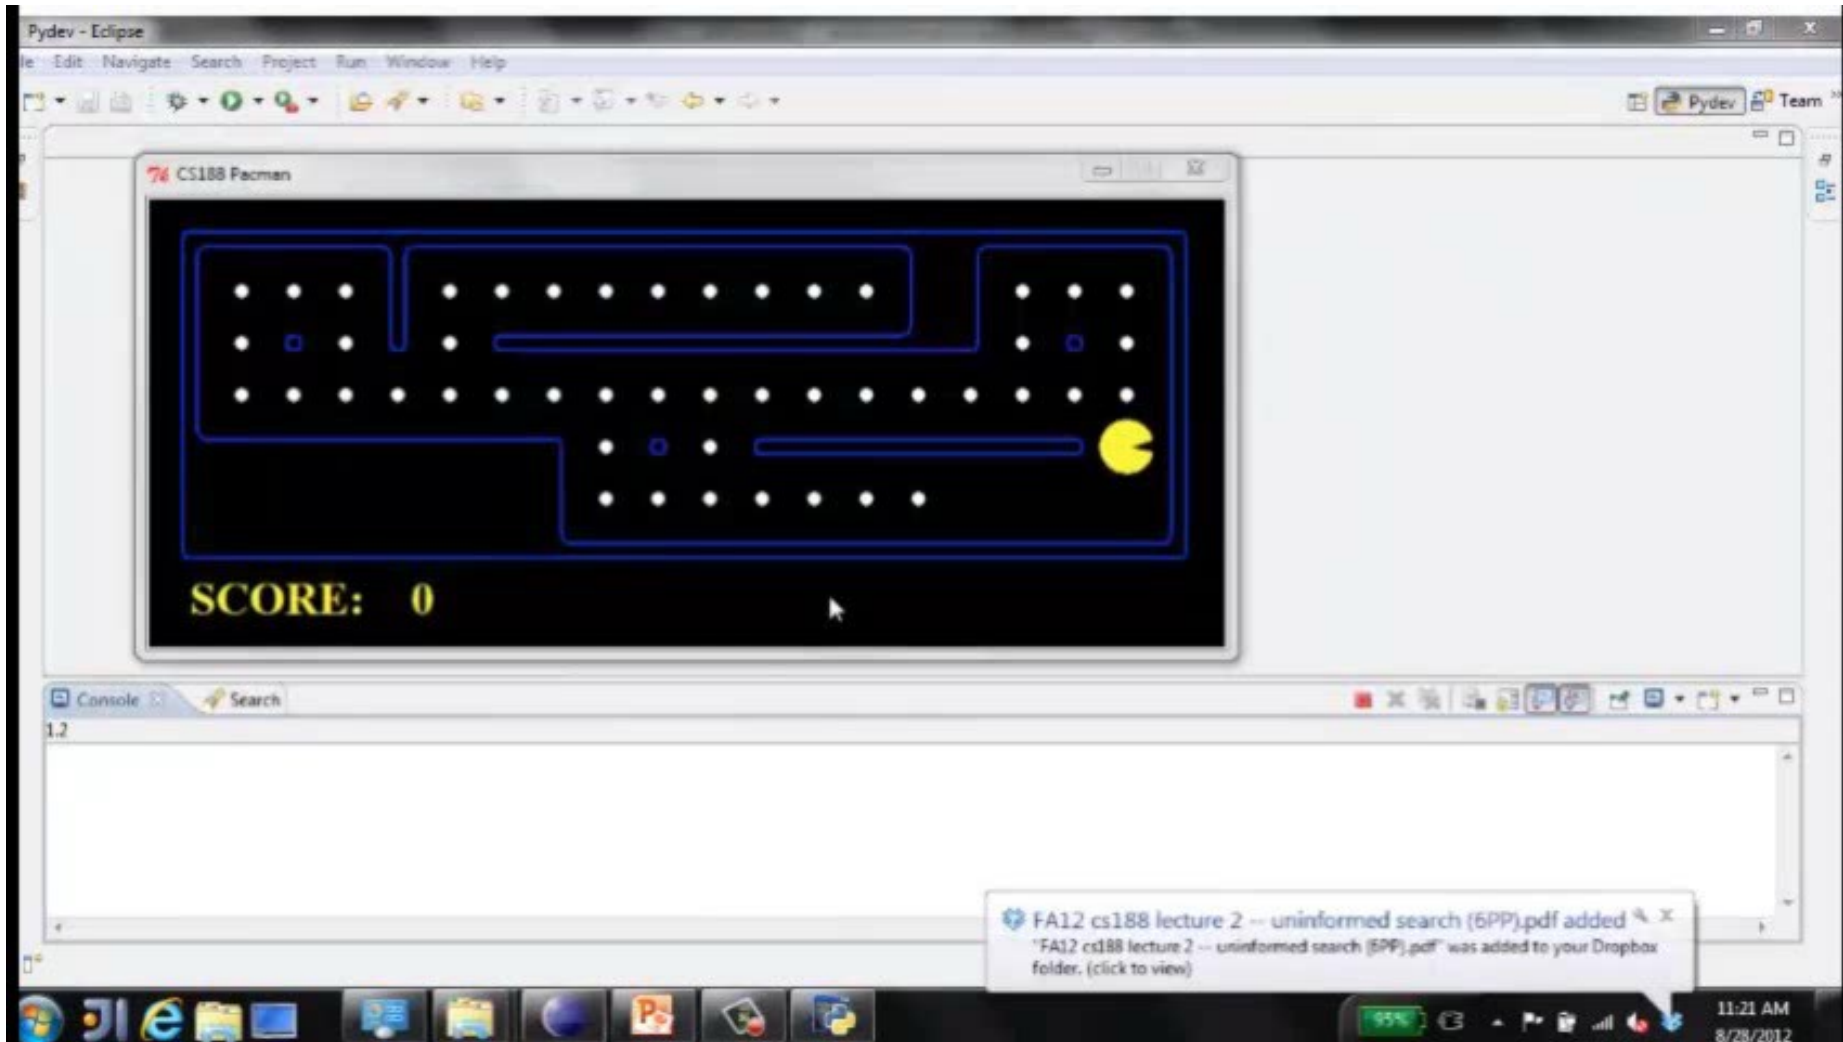 Pydev - Eclipse
le Edit Navigate Search Project Run Window Help
Pydev Team
CS188 Pacman
SCORE: 0
Console Search
1.2
FA12 cs188 lecture 2 -- uninformed search (6PP).pdf added
"FA12 cs188 lecture 2 -- uninformed search (6PP).pdf" was added to your Dropbox
folder. (click to view)
95%
11:21 AM
8/28/2012